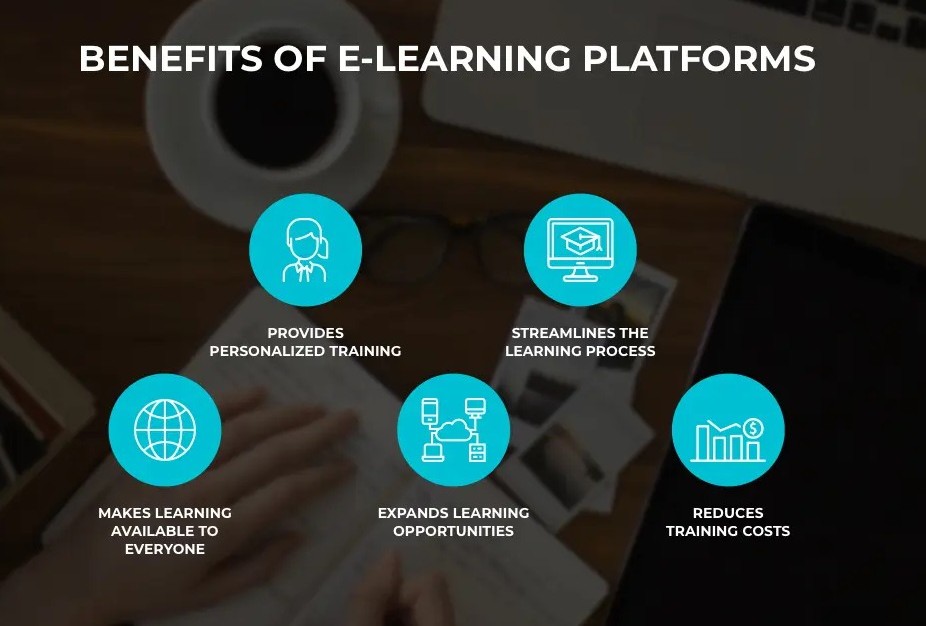 BENEFITS OF E-LEARNING PLATFORMS
PROVIDES
PERSONALIZED TRAINING
STREAMLINES THE
LEARNING PROCESS
MAKES LEARNING
AVAILABLE TO
EVERYONE
EXPANDS LEARNING
OPPORTUNITIES
$
REDUCES
TRAINING COSTS